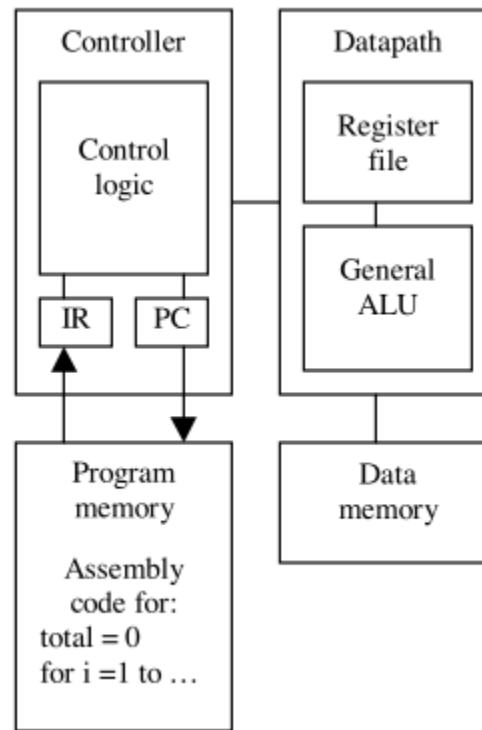 Controller
Control
logic
IR
PC
Datapath
Register
file
General
ALU
Program
memory
Assembly
code for:
total = 0
for i =1 to …
Data
memory